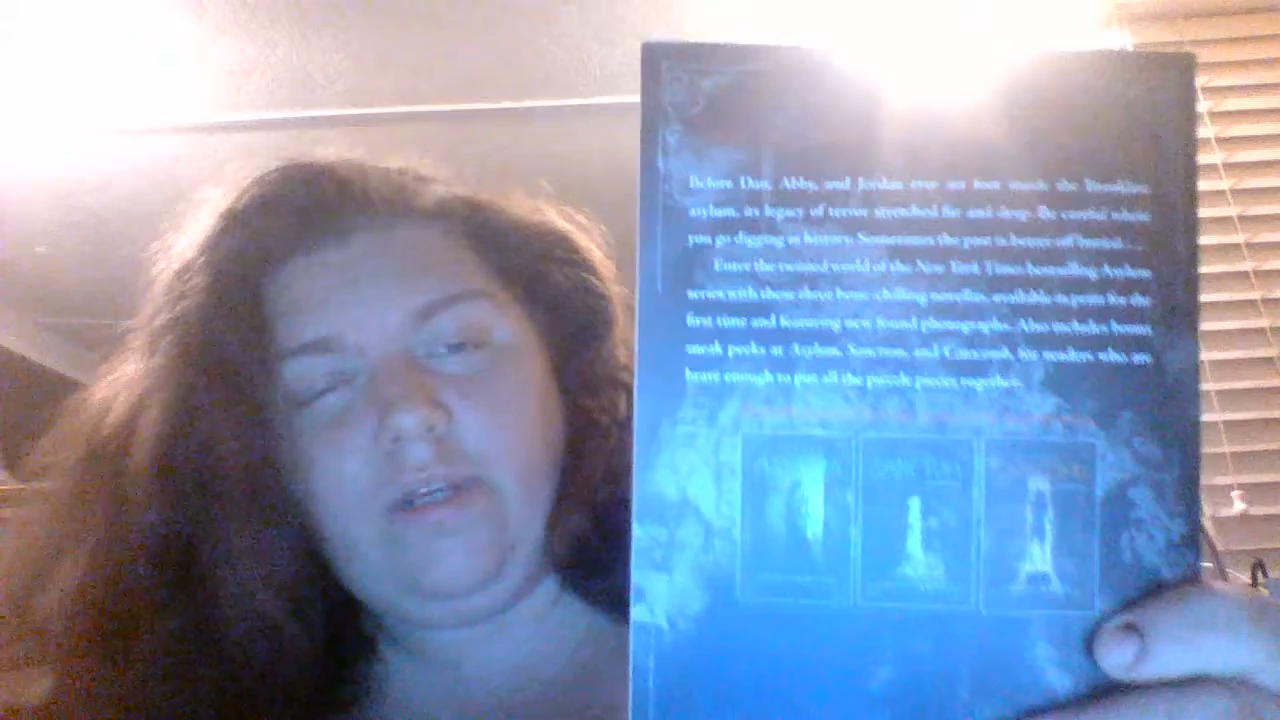 Before Dan, Abby, and Jordan ever set foot inside the Brookline
asylum, its legacy of terror stretched far and deep. Be careful where
you go digging in history. Sometimes the past is better off buried . . .
Enter the twisted world of the New York Times bestselling Asylum
series with these three bone-chilling novellas, available in print for the
first time and featuring new found photographs. Also includes bonus
sneak peeks at Asylum, Sanctum, and Catacomb, for readers who are
brave enough to put all the puzzle pieces together.
SANCTUM